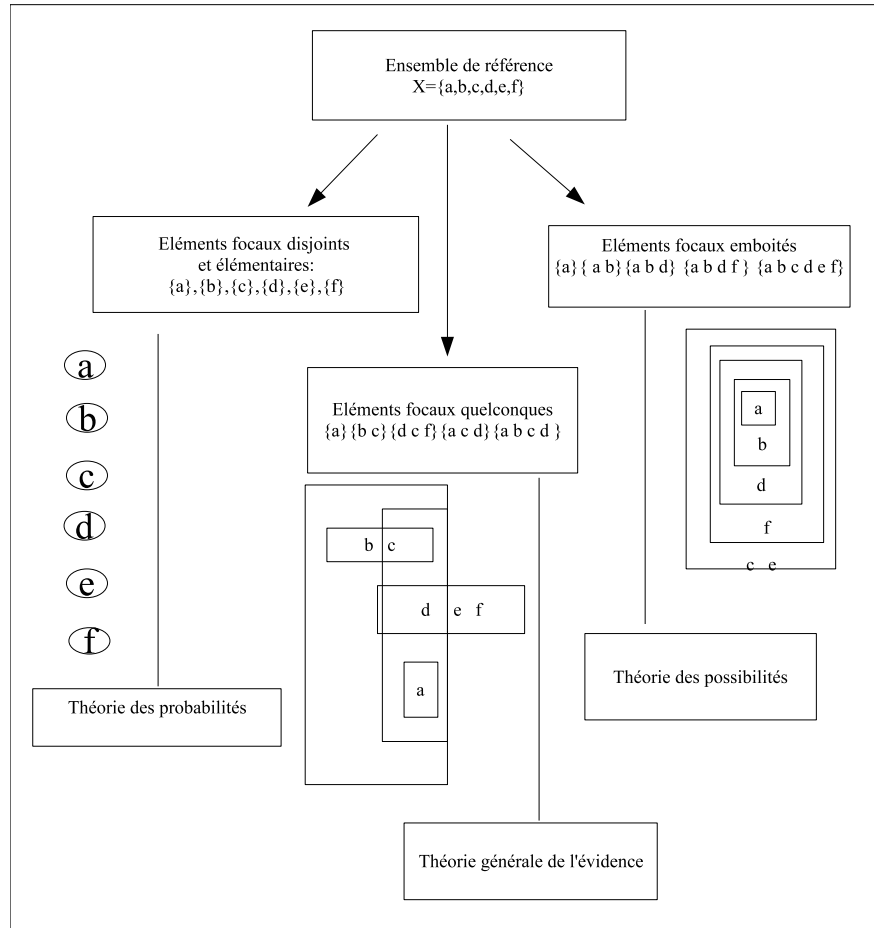 Ensemble de référence
X={a,b,c,d,e,f}
Eléments focaux disjoints
et élémentaires:
{a},{b},{c},{d},{e},{f}
Eléments focaux emboités
{a}{ ab}{a b d} {a b d f } {a b c d e f}
Eléments focaux quelconques
{a}{b c}{d c f}{a c d}{a b c d }
a
b
c
d
e
f
b c
d e f
a
a
b
d
f
c e
Théorie des probabilités
Théorie des possibilités
Théorie générale de l'évidence